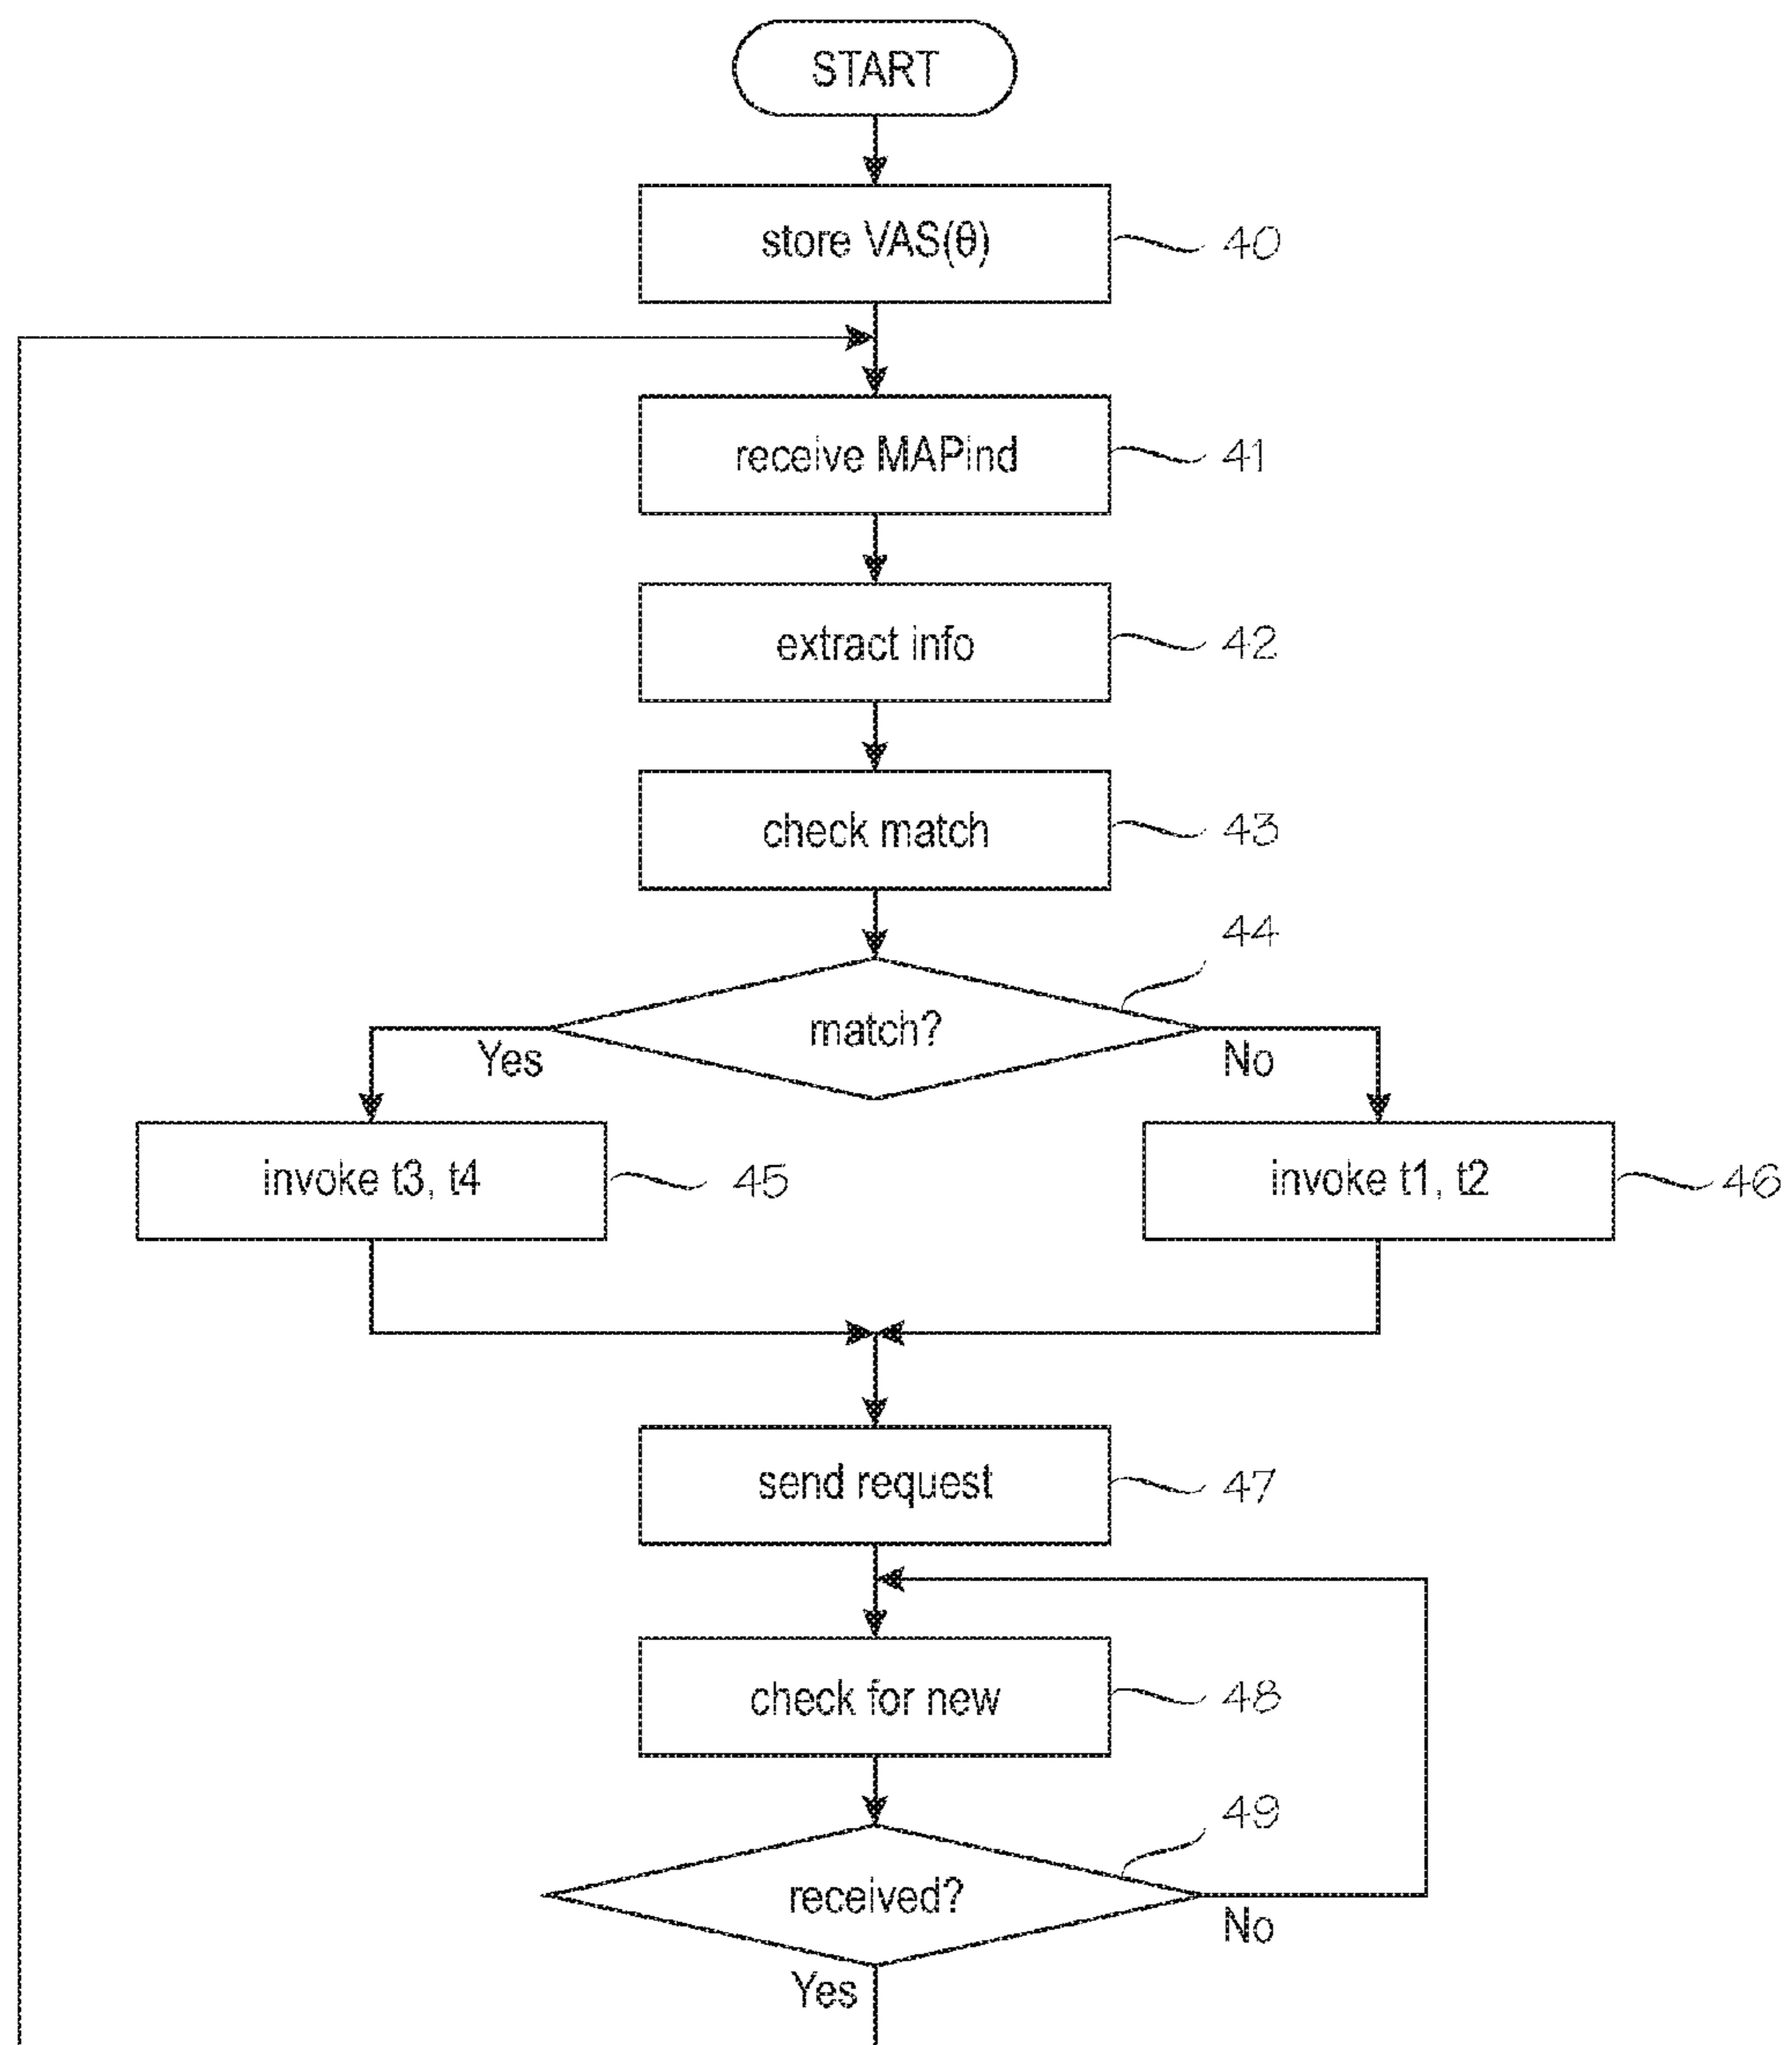 START
store VAS(θ)
40
receive MAPind
41
extract info
42
check match
43
44
match?
Yes
No
invoke t3, t4
45
invoke t1, t2
46
send request
47
check for new
48
49
received?
No
Yes